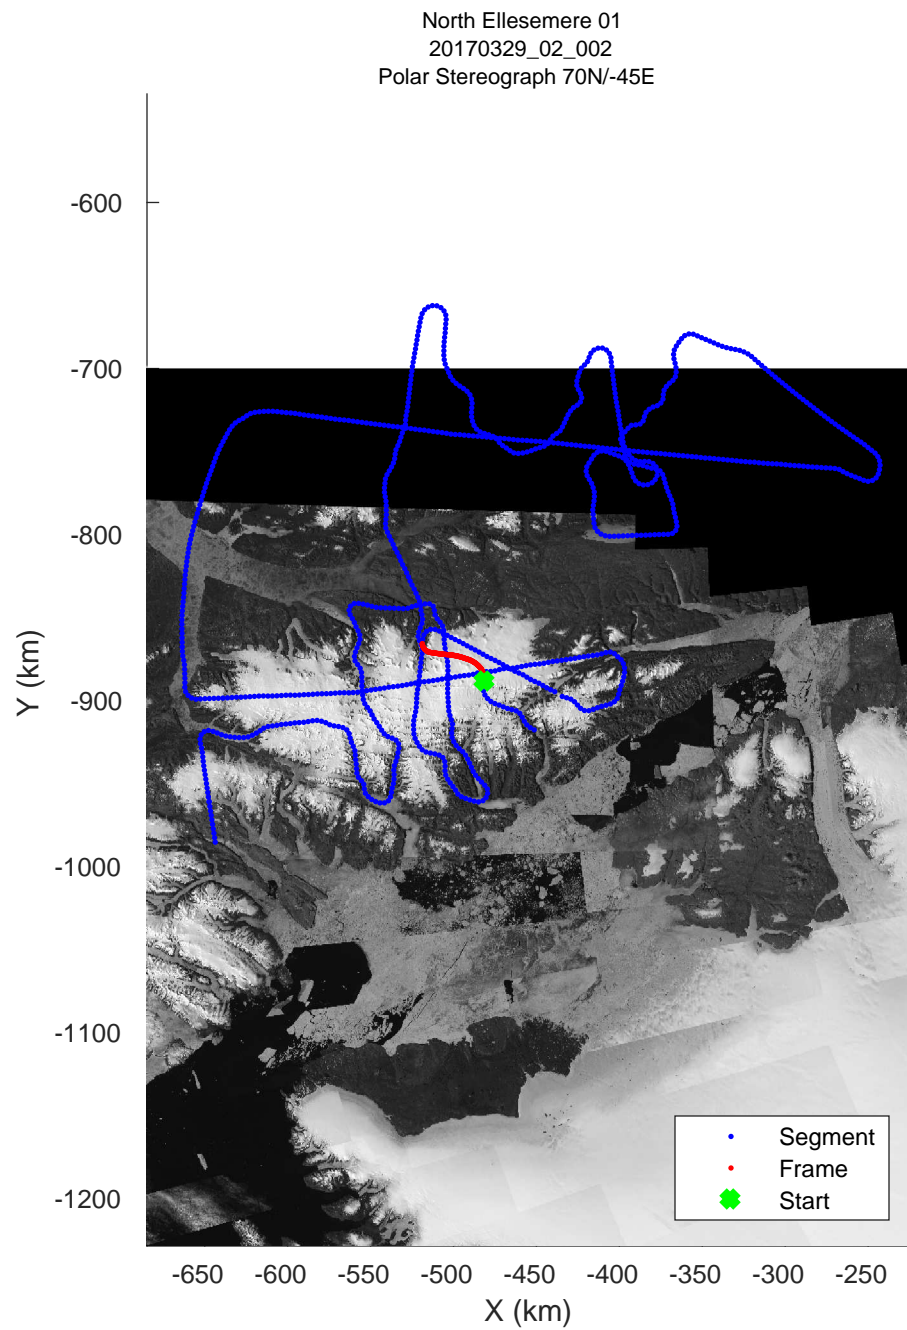 North Ellesemere 01
20170329_02_002
Polar Stereograph 70N/-45E
-600
-700
-800
-900
-1000
-1100
-1200
Y (km)
Segment
Frame
Start
-650 -600 -550 -500 -450 -400 -350 -300 -250
X (km)